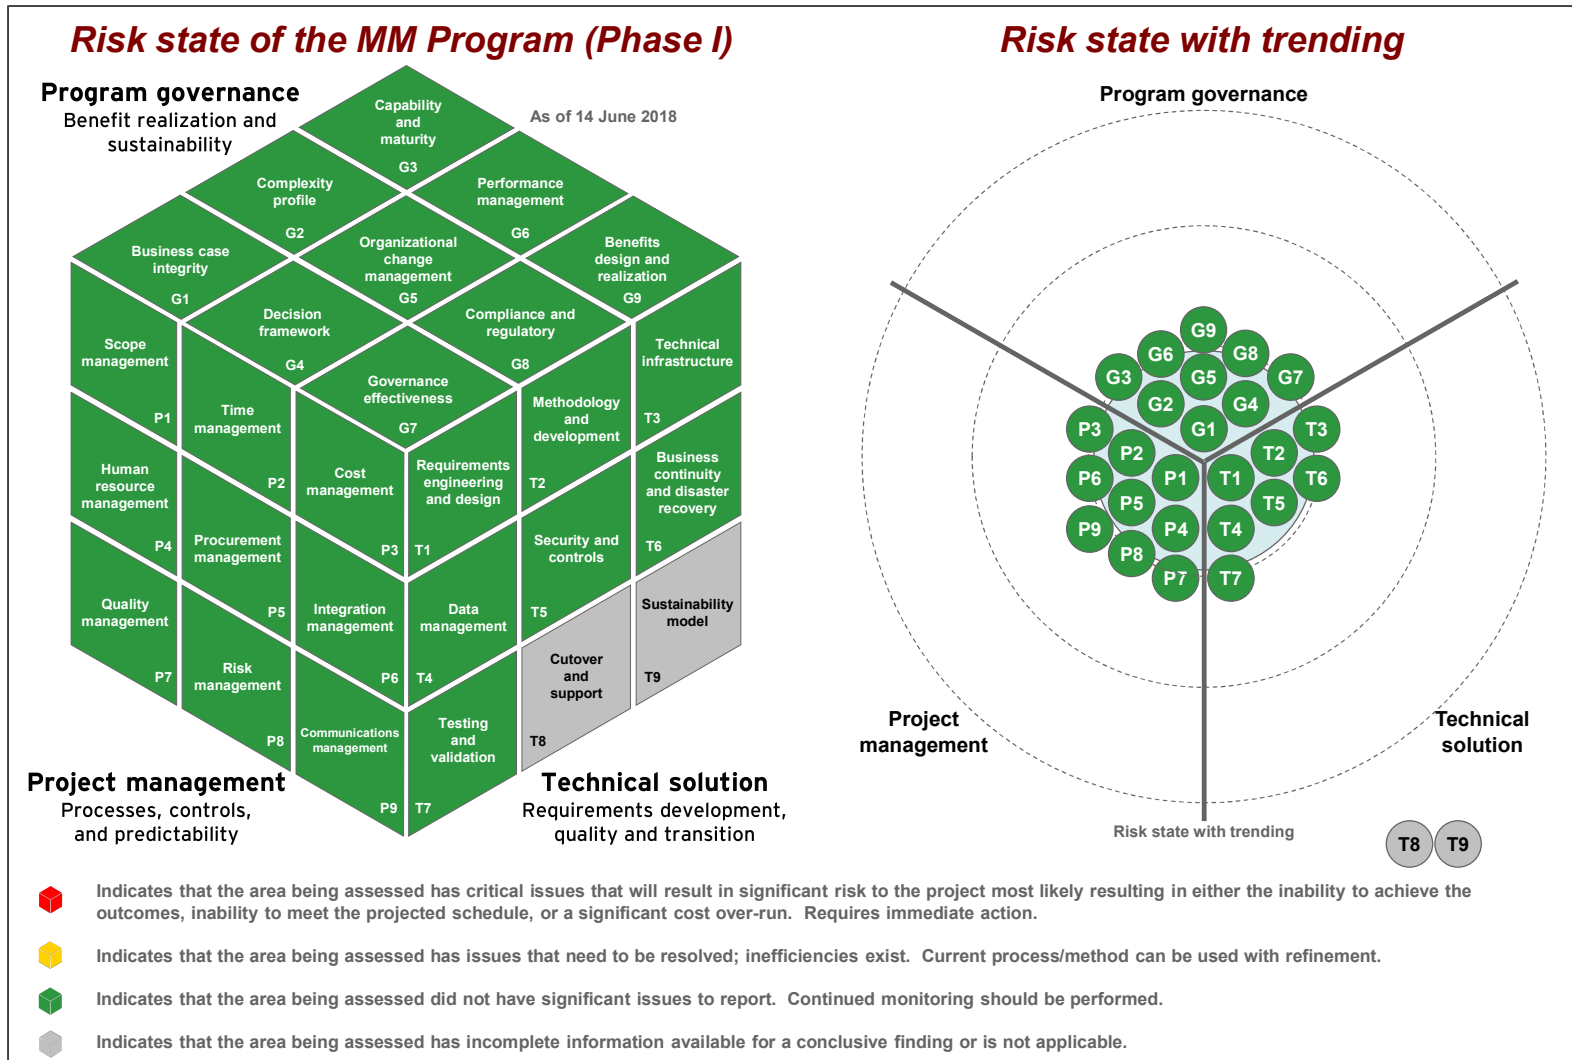 Risk state of the MM Program (Phase I)
Risk state with trending
Program governance
Benefit realization and
sustainability
As of 14 June 2018
Capability
and
maturity
G3
Complexity
profile
G2
Performance
management
G6
Business case
integrity
G1
Organizational
change
management
G5
Benefits
design and
realization
G9
Decision
framework
G4
Compliance and
regulatory
G8
Governance
effectiveness
G7
Scope
management
P1
Time
management
P2
Cost
management
P3
Human
resource
management
P4
Procurement
management
P5
Integration
management
P6
Quality
management
P7
Risk
management
P8
Communications
management
P9
Requirements
engineering
and design
T1
Methodology
and
development
T2
Technical
infrastructure
T3
Data
management
T4
Security and
controls
T5
Business
continuity
and disaster
recovery
T6
Testing
and
validation
T7
Cutover
and
support
T8
Sustainability
model
T9
Project management
Processes, controls,
and predictability
Technical solution
Requirements development,
quality and transition
Program governance
G9
G6
G8
G3
G5
G7
G2
G4
G1
P3
P2
P1
P6
P5
P4
P9
P8
P7
T3
T2
T1
T6
T5
T4
T7
Project
management
Technical
solution
Risk state with trending
T8
T9
Indicates that the area being assessed has critical issues that will result in significant risk to the project most likely resulting in either the inability to achieve the
outcomes, inability to meet the projected schedule, or a significant cost over-run. Requires immediate action.
Indicates that the area being assessed has issues that need to be resolved; inefficiencies exist. Current process/method can be used with refinement.
Indicates that the area being assessed did not have significant issues to report. Continued monitoring should be performed.
Indicates that the area being assessed has incomplete information available for a conclusive finding or is not applicable.